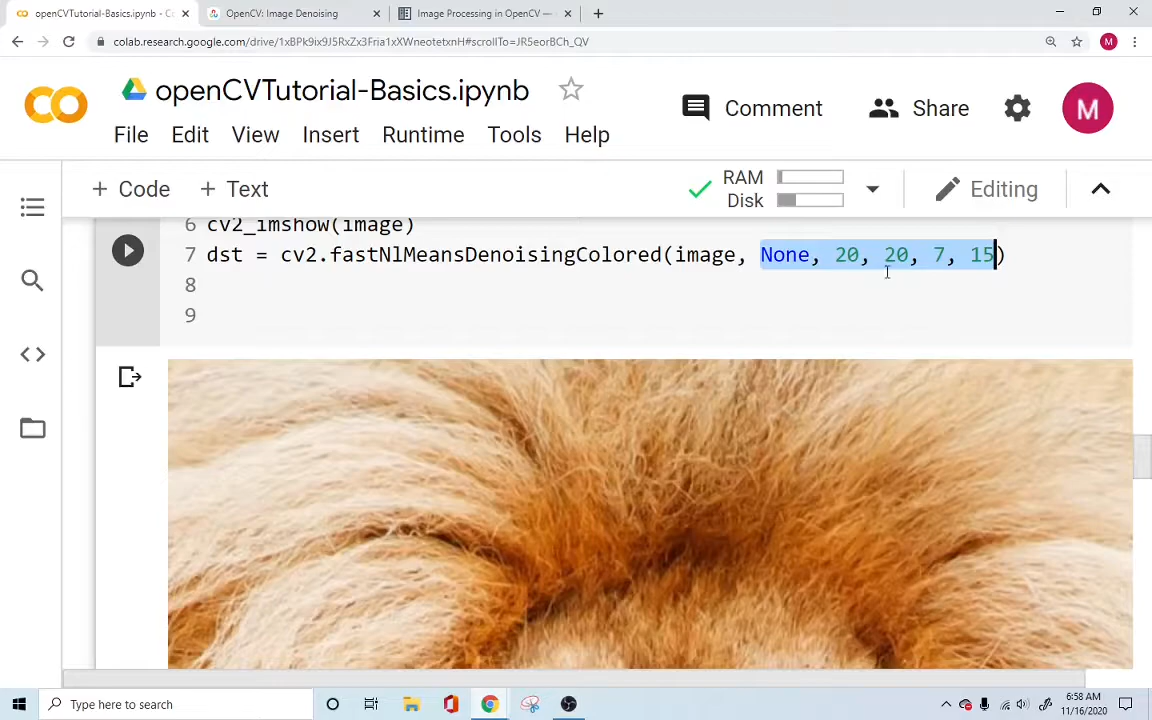 openCVTutorial-Basics.ipynb - Co
OpenCV: Image Denoising
Image Processing in OpenCV —
colab.research.google.com/drive/1xBPk9ix9J5RxZx3Fria1xXWneotetxnH#scrollTo=JR5eorBCh_QV
M
openCVTutorial-Basics.ipynb
Comment
Share
M
File Edit View Insert Runtime Tools Help
+ Code + Text
RAM
Disk
Editing
6 cv2_imshow(image)
7 dst = cv2.fastNlMeansDenoisingColored(image, None, 20, 20, 7, 15)
8
9
Type here to search
6:58 AM
11/16/2020